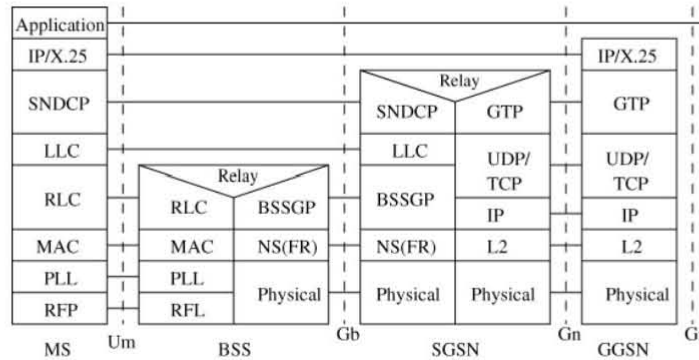 Application
IP/X.25
SNDCP
LLC
RLC
MAC
PLL
RFP
MS
Um
Relay
RLC
BSSGP
MAC
NS(FR)
PLL
RFL
Physical
BSS
Gb
Relay
SNDCP
GTP
LLC
UDP/
TCP
BSSGP
IP
NS(FR)
L2
Physical
Physical
SGSN
Gn
IP/X.25
GTP
UDP/
TCP
IP
L2
Physical
GGSN
G